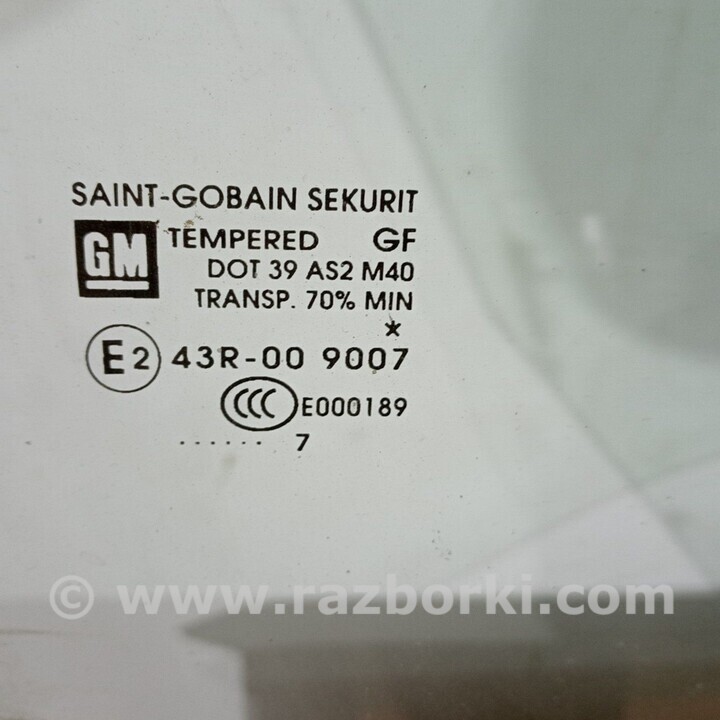 SAINT-GOBAIN SEKURIT
GM TEMPERED GF
DOT 39 AS2 M40
TRANSP. 70% MIN
*
E2 43R-00 9007
CCC E000189
...... 7
© www.razborki.com